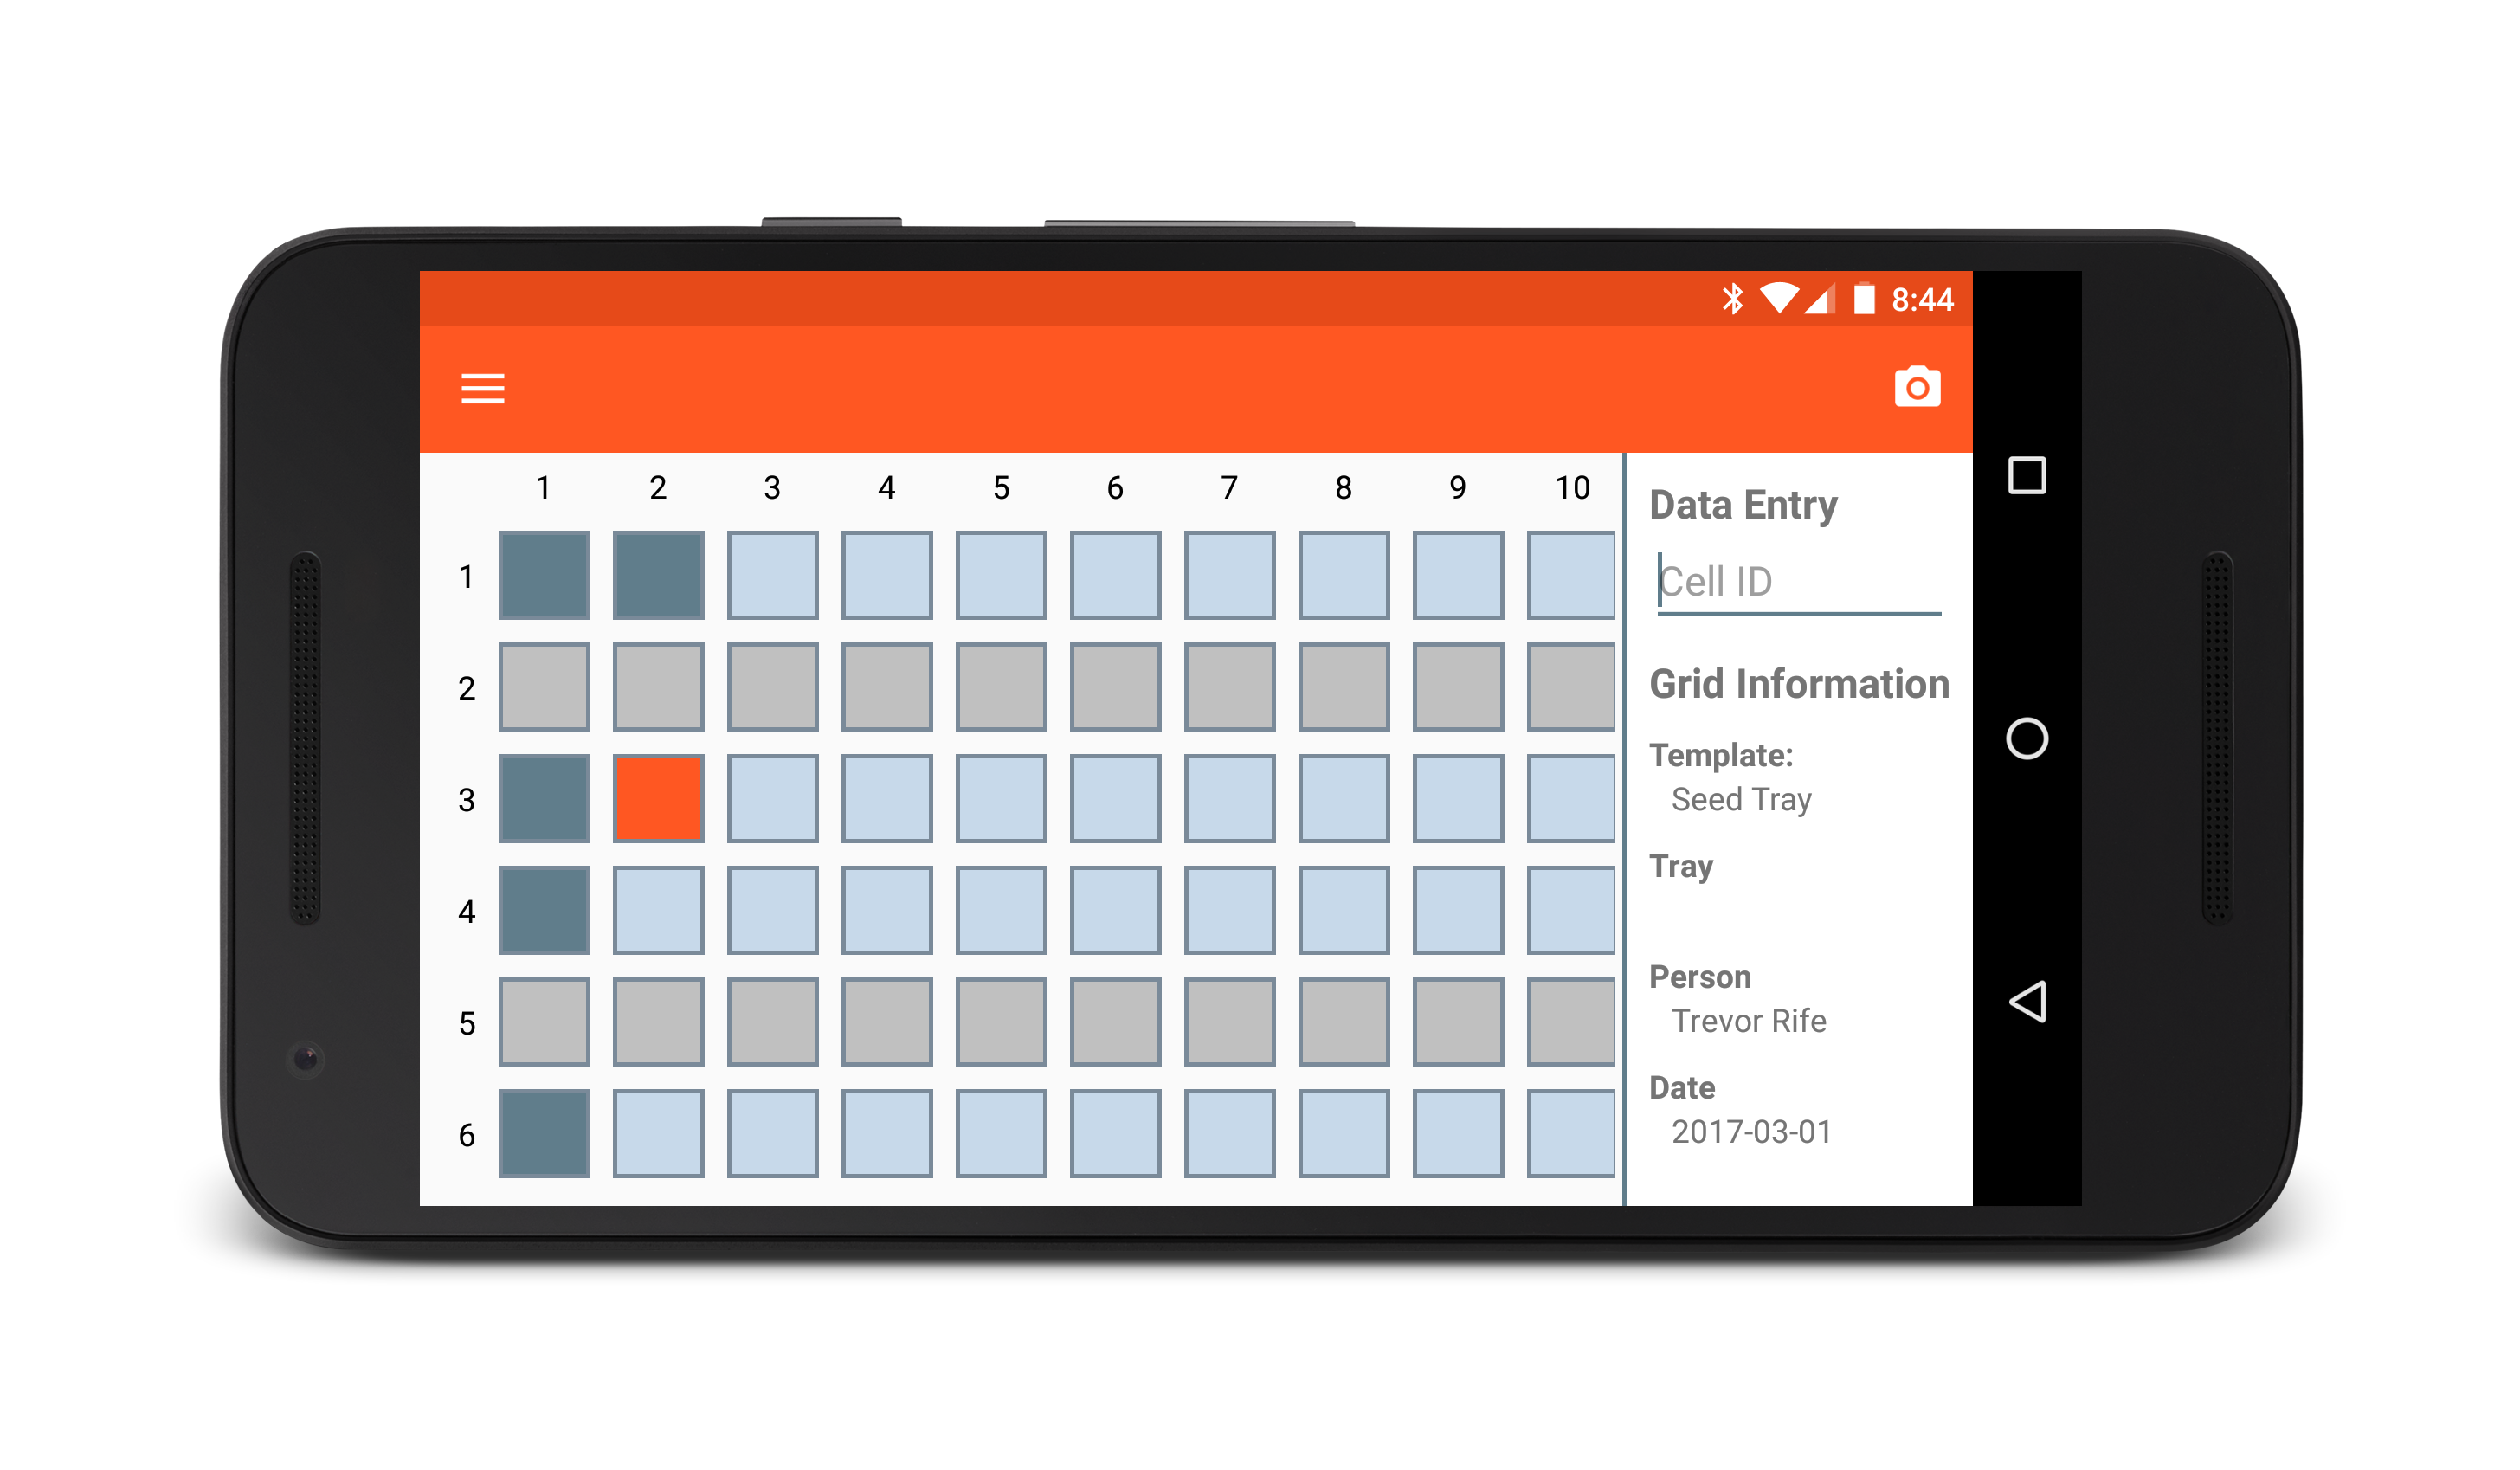 8:44
1 2 3 4 5 6 7 8 9 10
1
2
3
4
5
6
Data Entry
Cell ID
Grid Information
Template:
Seed Tray
Tray
Person
Trevor Rife
Date
2017-03-01